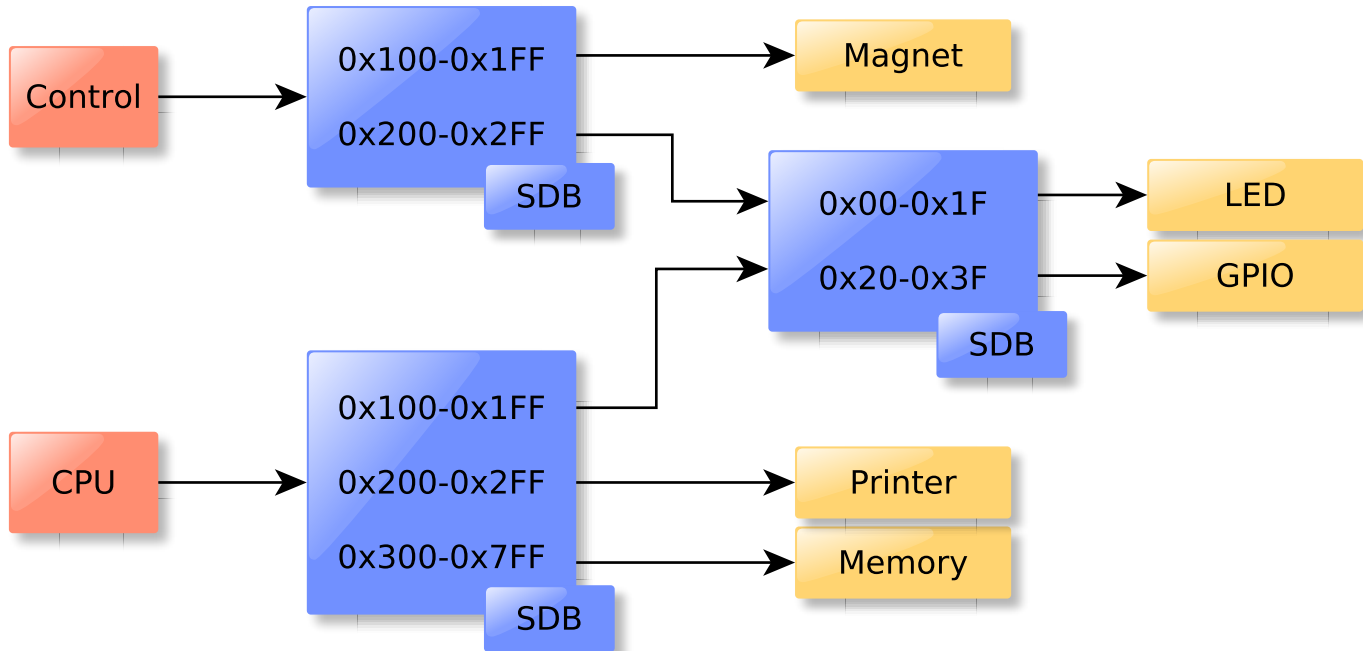 Control
0x100-0x1FF
0x200-0x2FF
SDB
Magnet
0x00-0x1F
0x20-0x3F
SDB
LED
GPIO
CPU
0x100-0x1FF
0x200-0x2FF
0x300-0x7FF
SDB
Printer
Memory